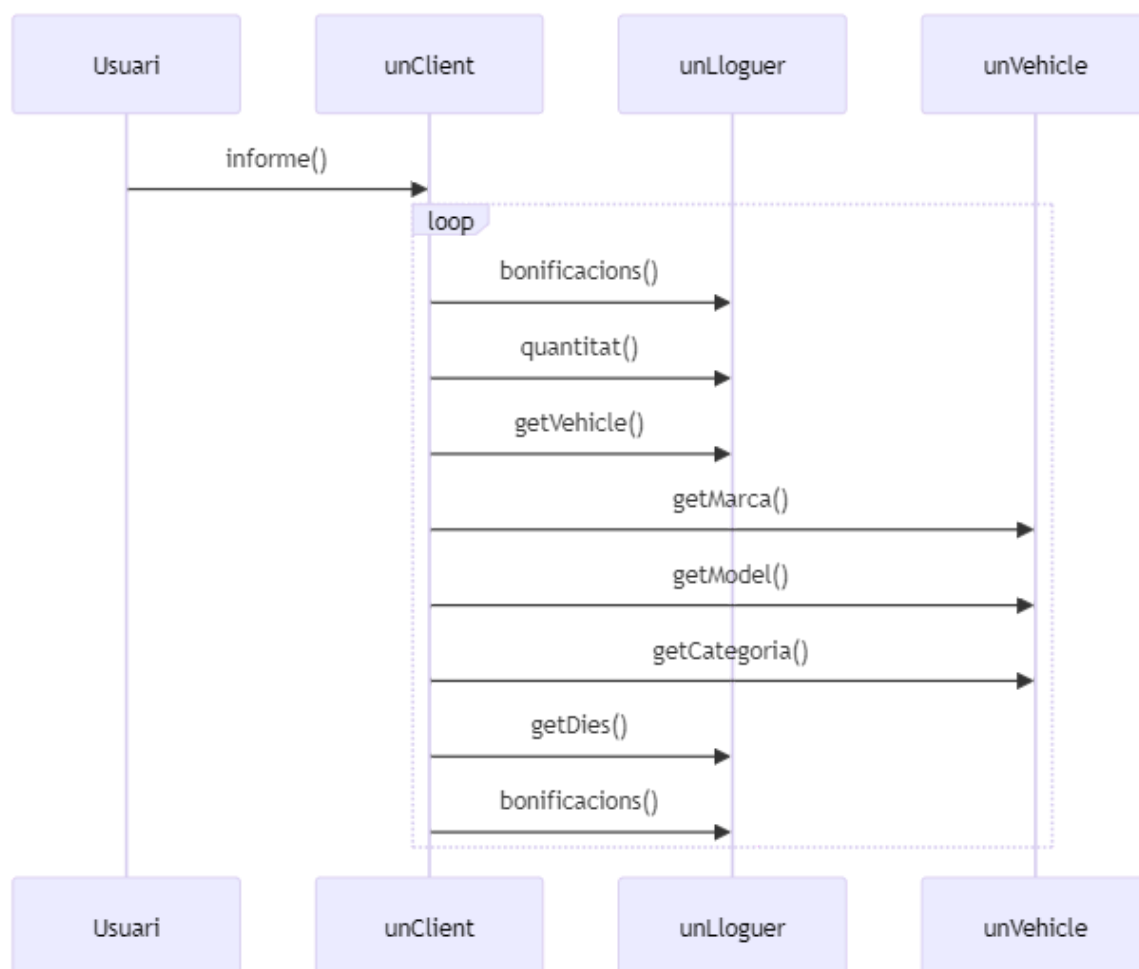 Usuari unClient unLloguer unVehicle
informe()
loop
bonificacions()
quantitat()
getVehicle()
getMarca()
getModel()
getCategoria()
getDies()
bonificacions()
Usuari unClient unLloguer unVehicle